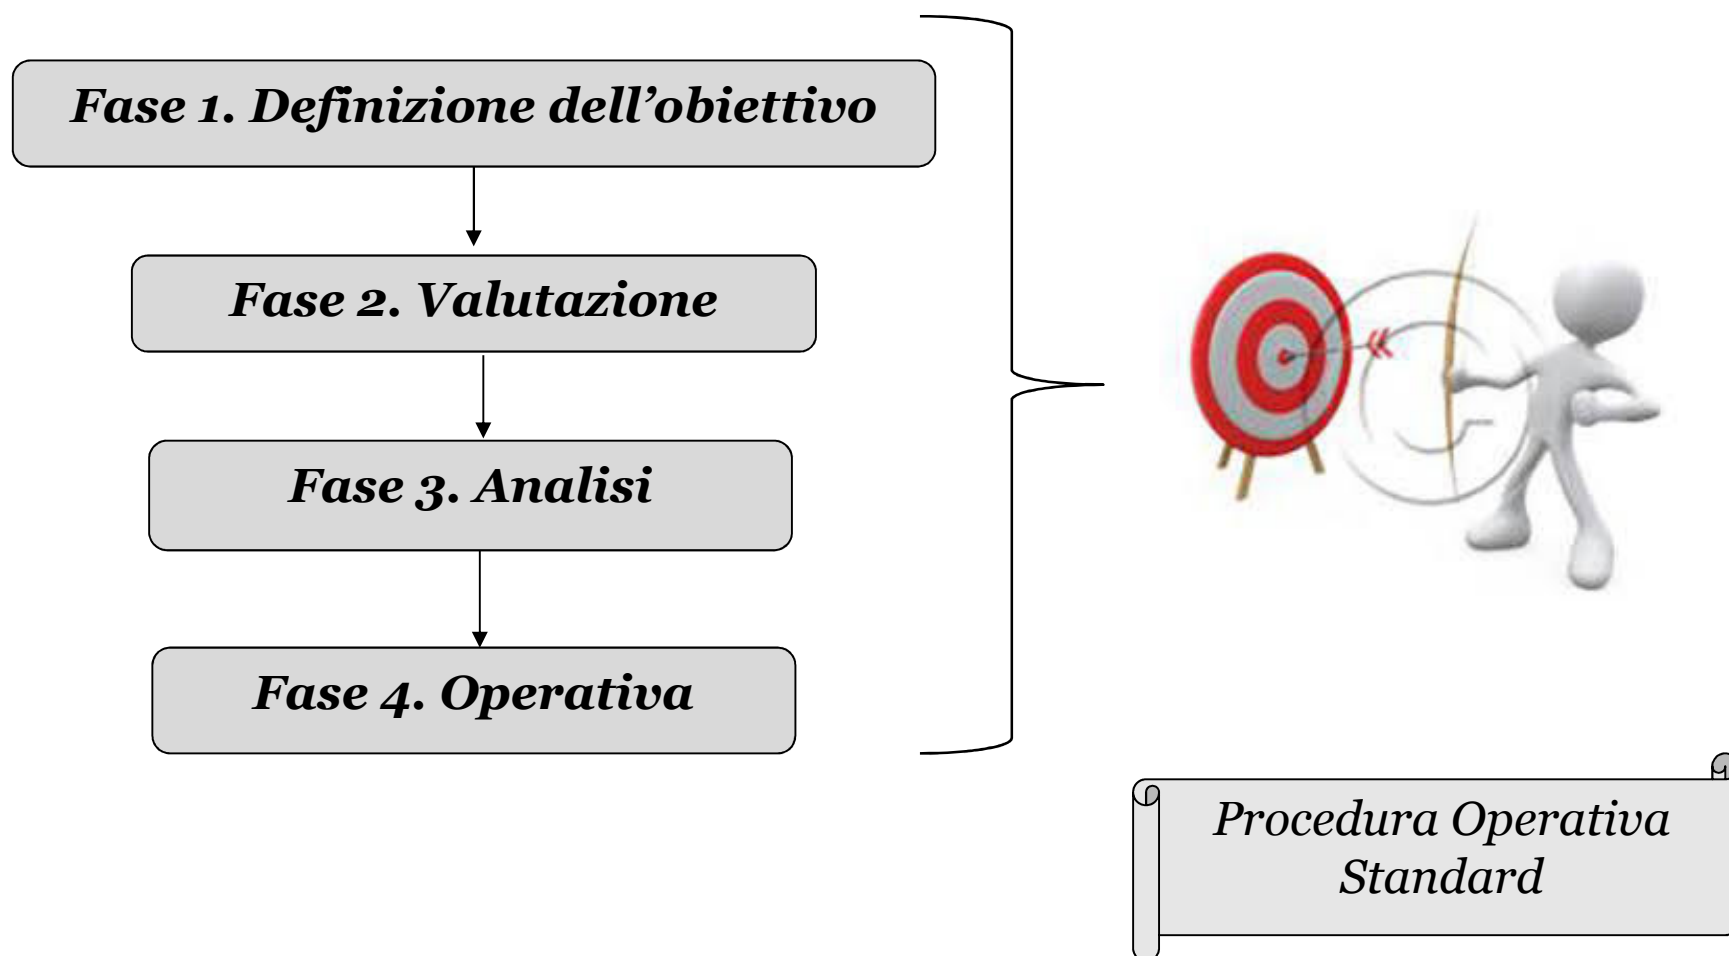 Fase 1. Definizione dell’obiettivo
Fase 2. Valutazione
Fase 3. Analisi
Fase 4. Operativa
Procedura Operativa
Standard